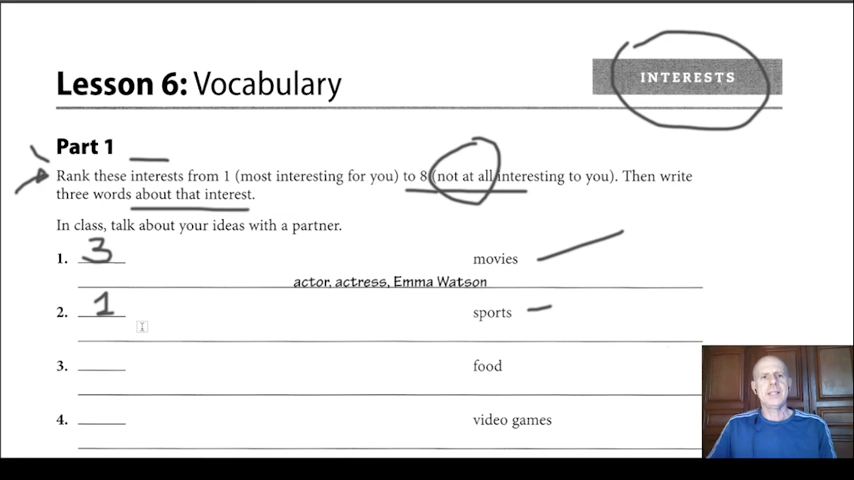 Lesson 6: Vocabulary
INTERESTS
Part 1
Rank these interests from 1 (most interesting for you) to 8 (not at all interesting to you). Then write
three words about that interest.
In class, talk about your ideas with a partner.
1. 3 movies
actor, actress, Emma Watson
2. 1 sports
3. food
4. video games